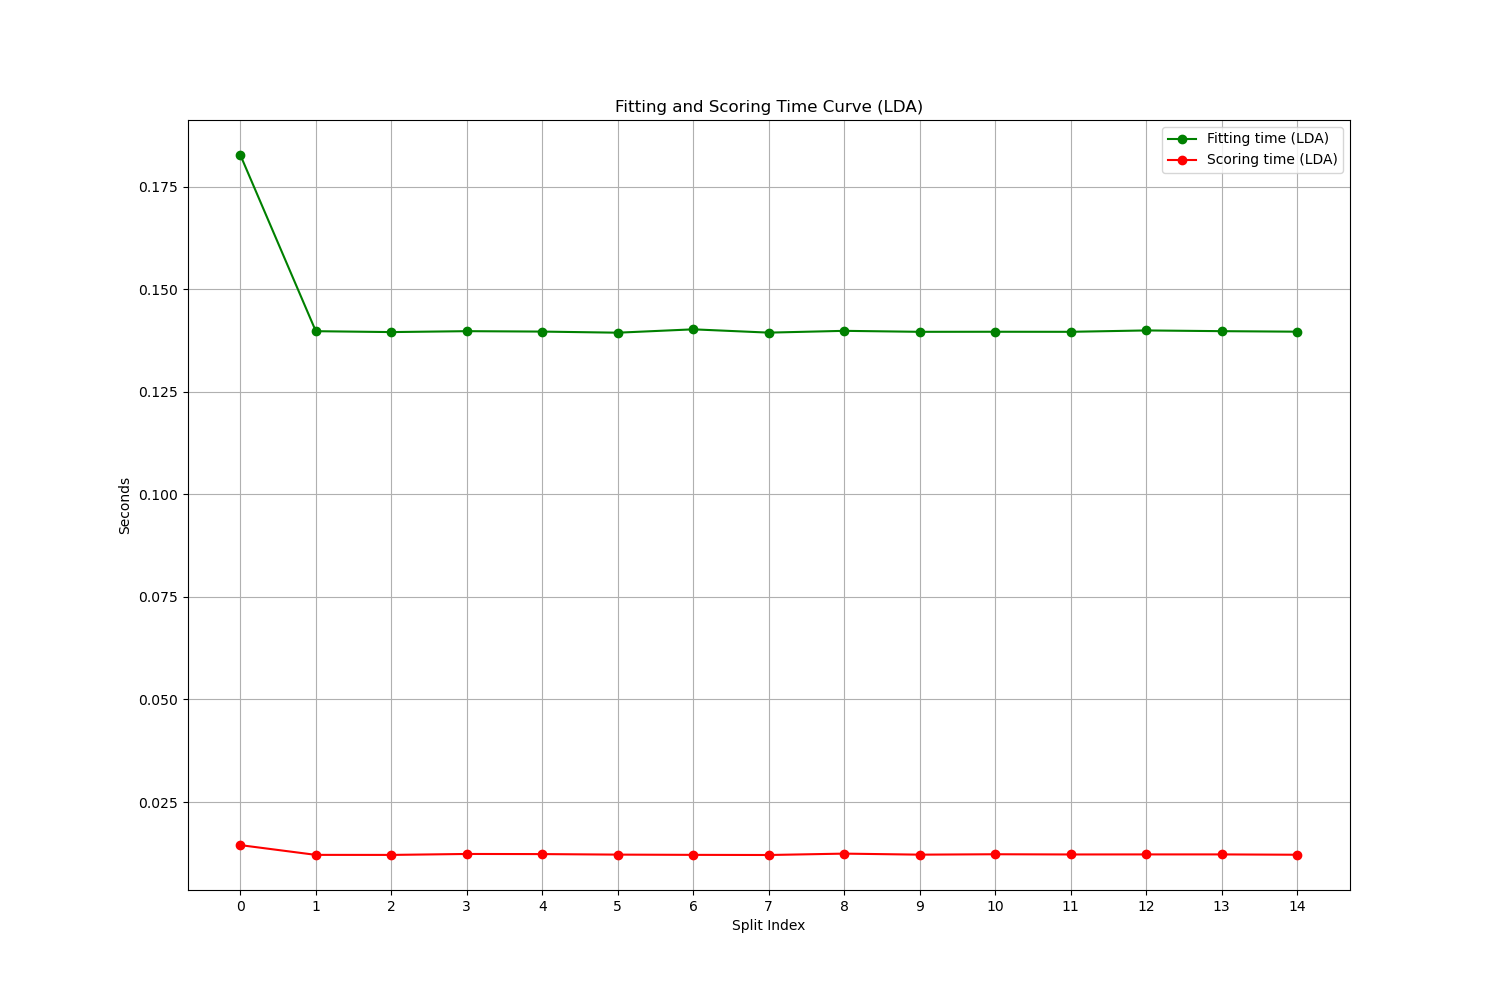 Fitting and Scoring Time Curve (LDA)
Fitting time (LDA)
Scoring time (LDA)
0.175
0.150
0.125
0.100
0.075
0.050
0.025
Seconds
0 1 2 3 4 5 6 7 8 9 10 11 12 13 14
Split Index